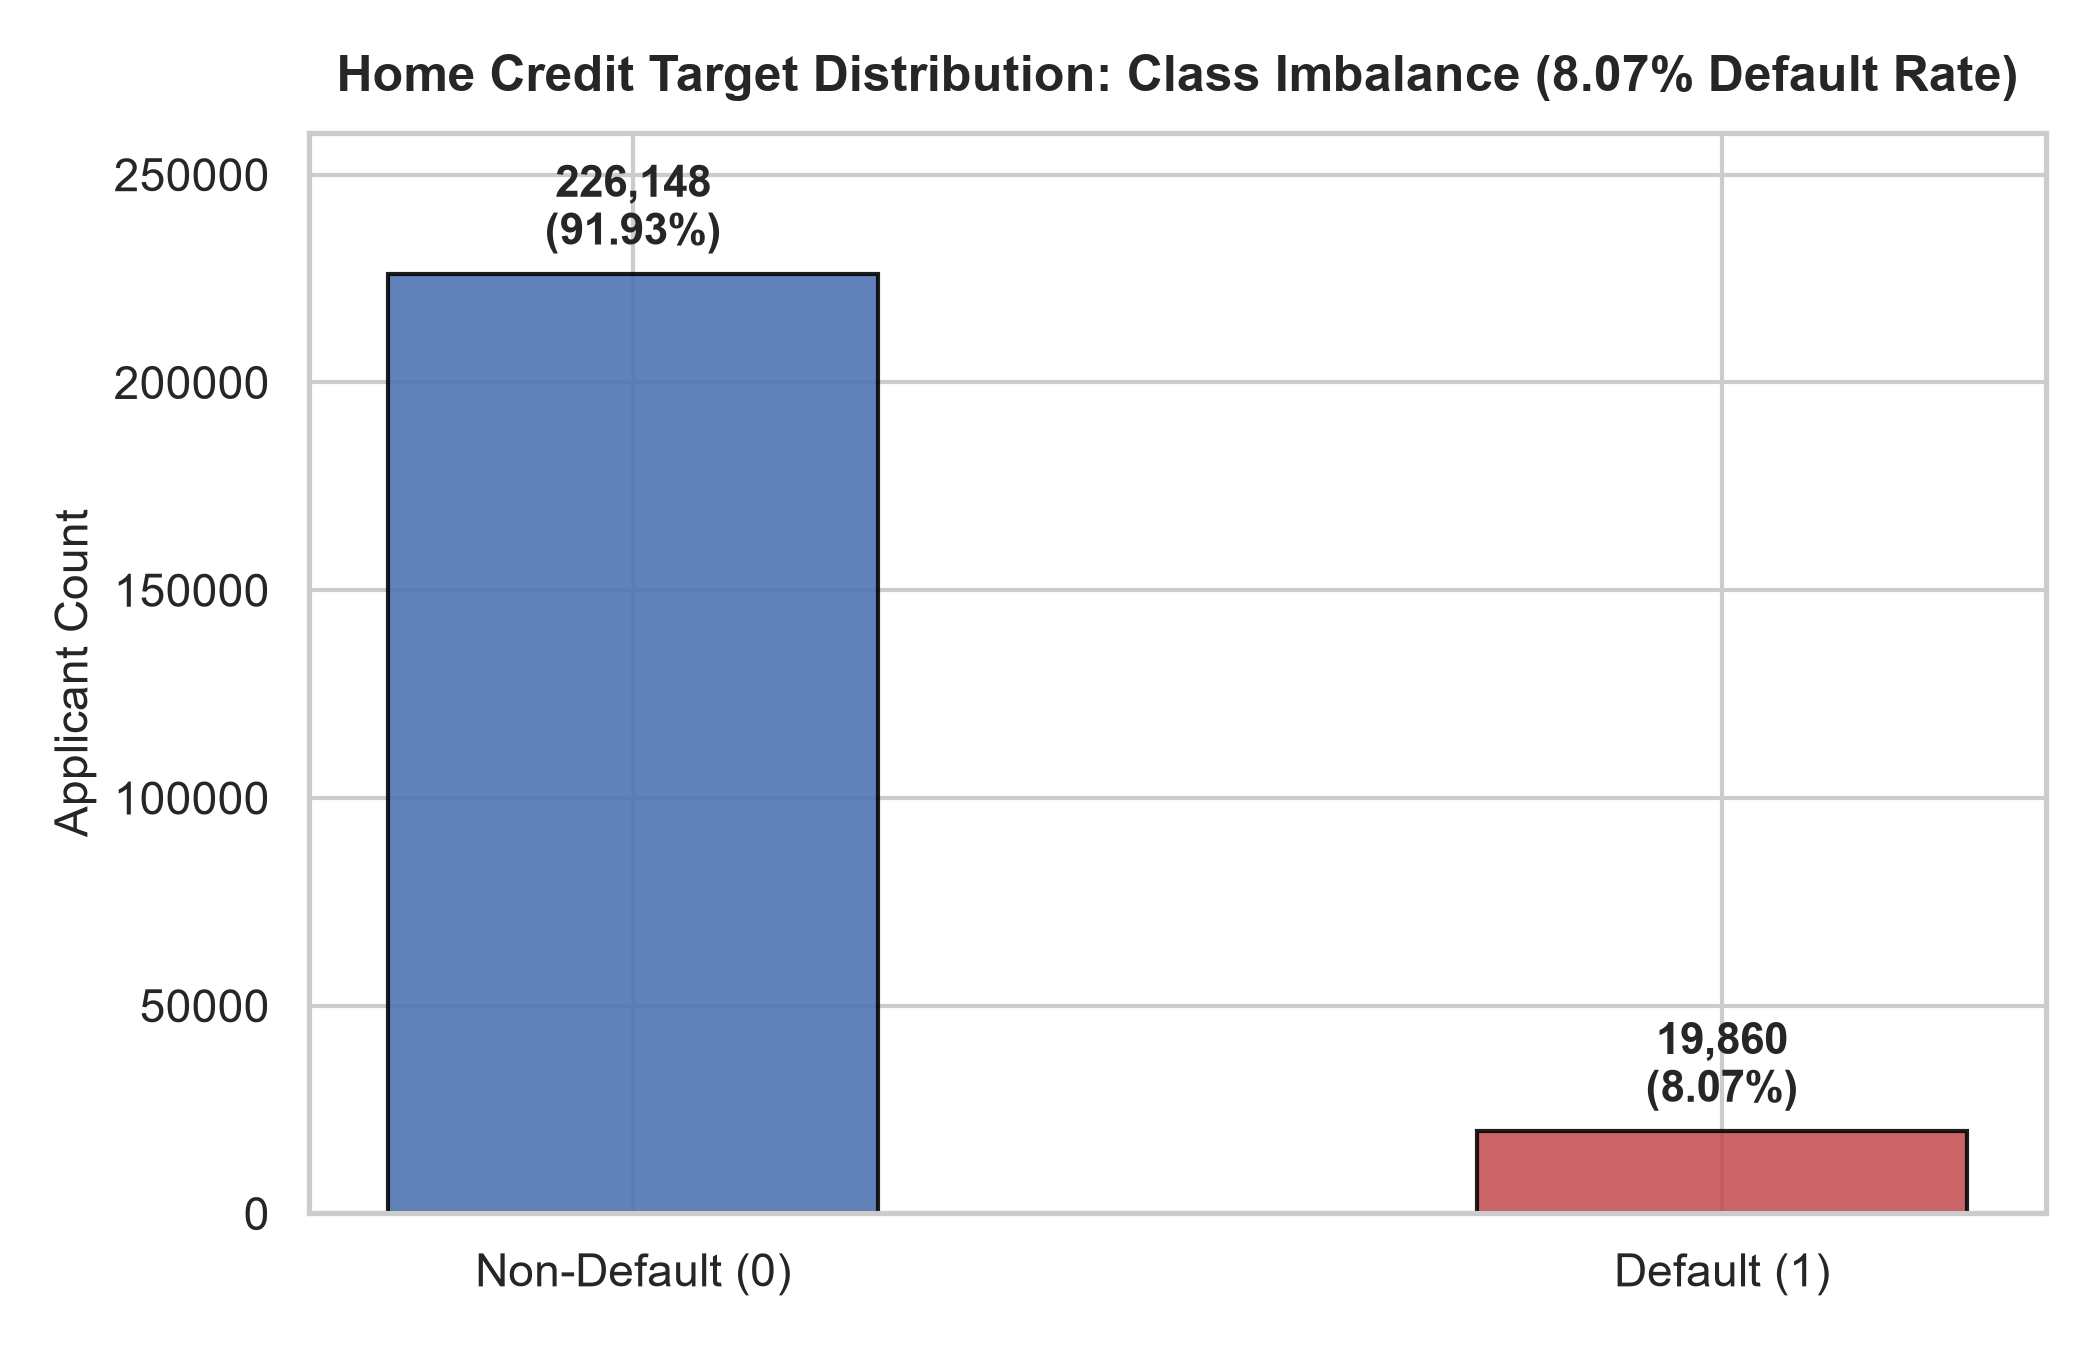 Home Credit Target Distribution: Class Imbalance (8.07% Default Rate)
250000
200000
150000
100000
50000
0
Applicant Count
226,148
(91.93%)
19,860
(8.07%)
Non-Default (0)
Default (1)